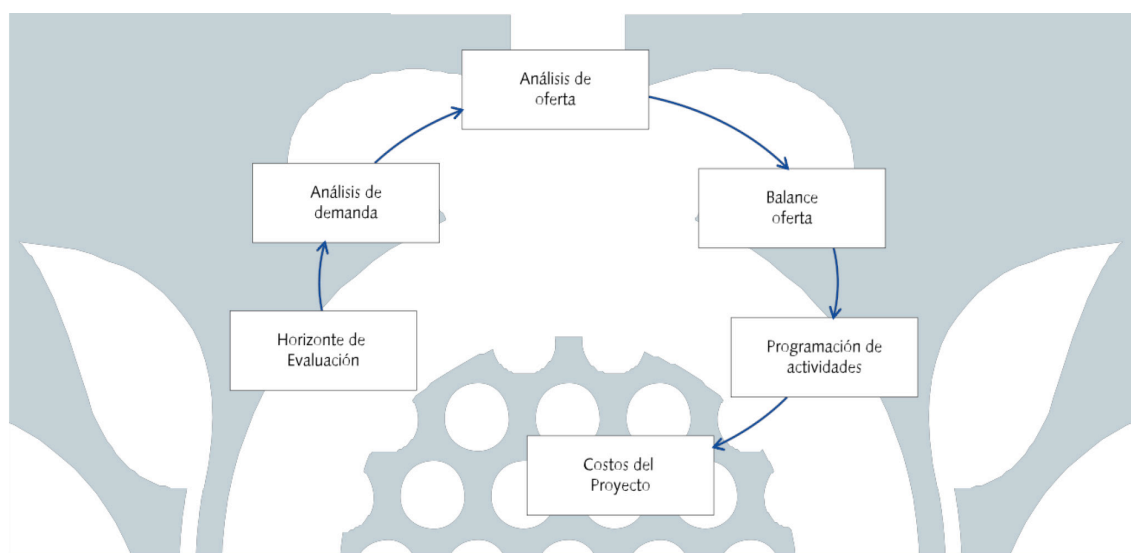 Análisis de
oferta
Análisis de
demanda
Balance
oferta
Horizonte de
Evaluación
Programación de
actividades
Costos del
Proyecto